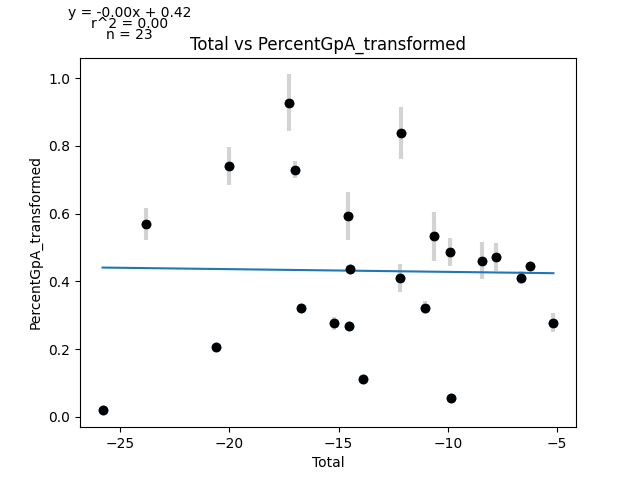 y = -0.00x + 0.42
r^2 = 0.00
n = 23
Total vs PercentGpA_transformed
PercentGpA_transformed
1.0
0.8
0.6
0.4
0.2
0.0
−25
−20
−15
−10
−5
Total